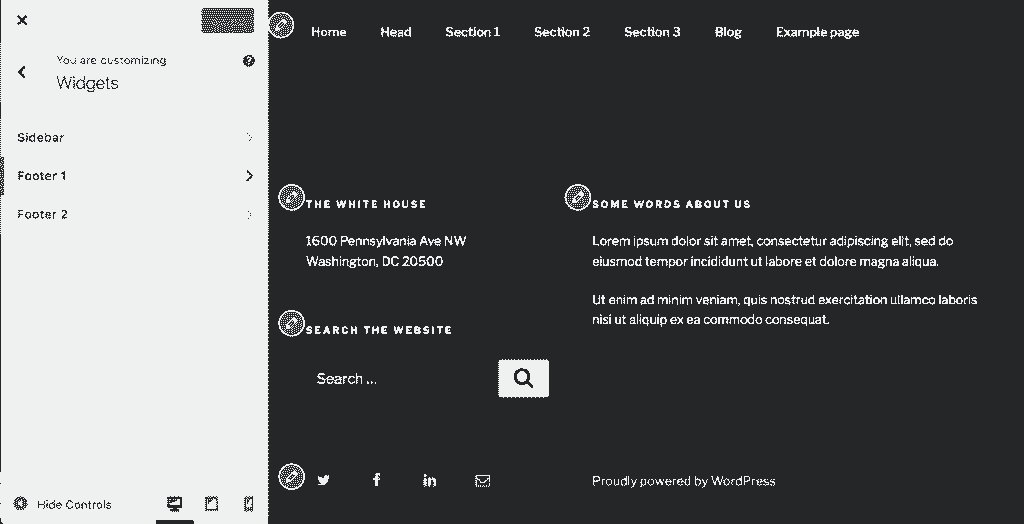 You are customizing
Widgets
Sidebar
Footer 1
Footer 2
Hide Controls
Home Head Section 1 Section 2 Section 3 Blog Example page
THE WHITE HOUSE
1600 Pennsylvania Ave NW
Washington, DC 20500
SEARCH THE WEBSITE
Search ...
SOME WORDS ABOUT US
Lorem ipsum dolor sit amet, consectetur adipiscing elit, sed do
eiusmod tempor incididunt ut labore et dolore magna aliqua.
Ut enim ad minim veniam, quis nostrud exercitation ullamco laboris
nisi ut aliquip ex ea commodo consequat.
Proudly powered by WordPress